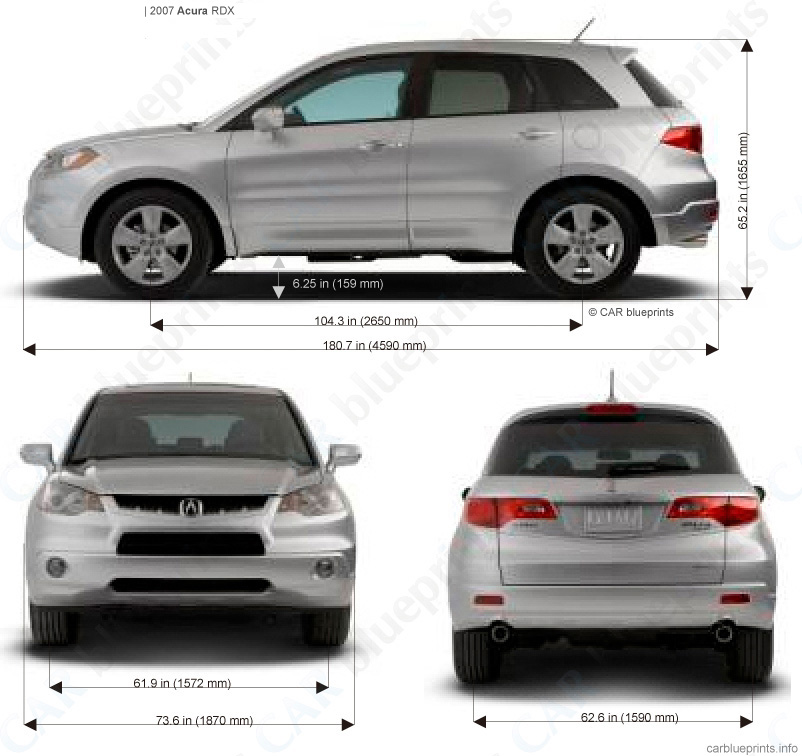 | 2007 Acura RDX
65.2 in (1655 mm)
6.25 in (159 mm)
© CAR blueprints
104.3 in (2650 mm)
180.7 in (4590 mm)
61.9 in (1572 mm)
73.6 in (1870 mm)
62.6 in (1590 mm)
carblueprints.info
CAR blueprints